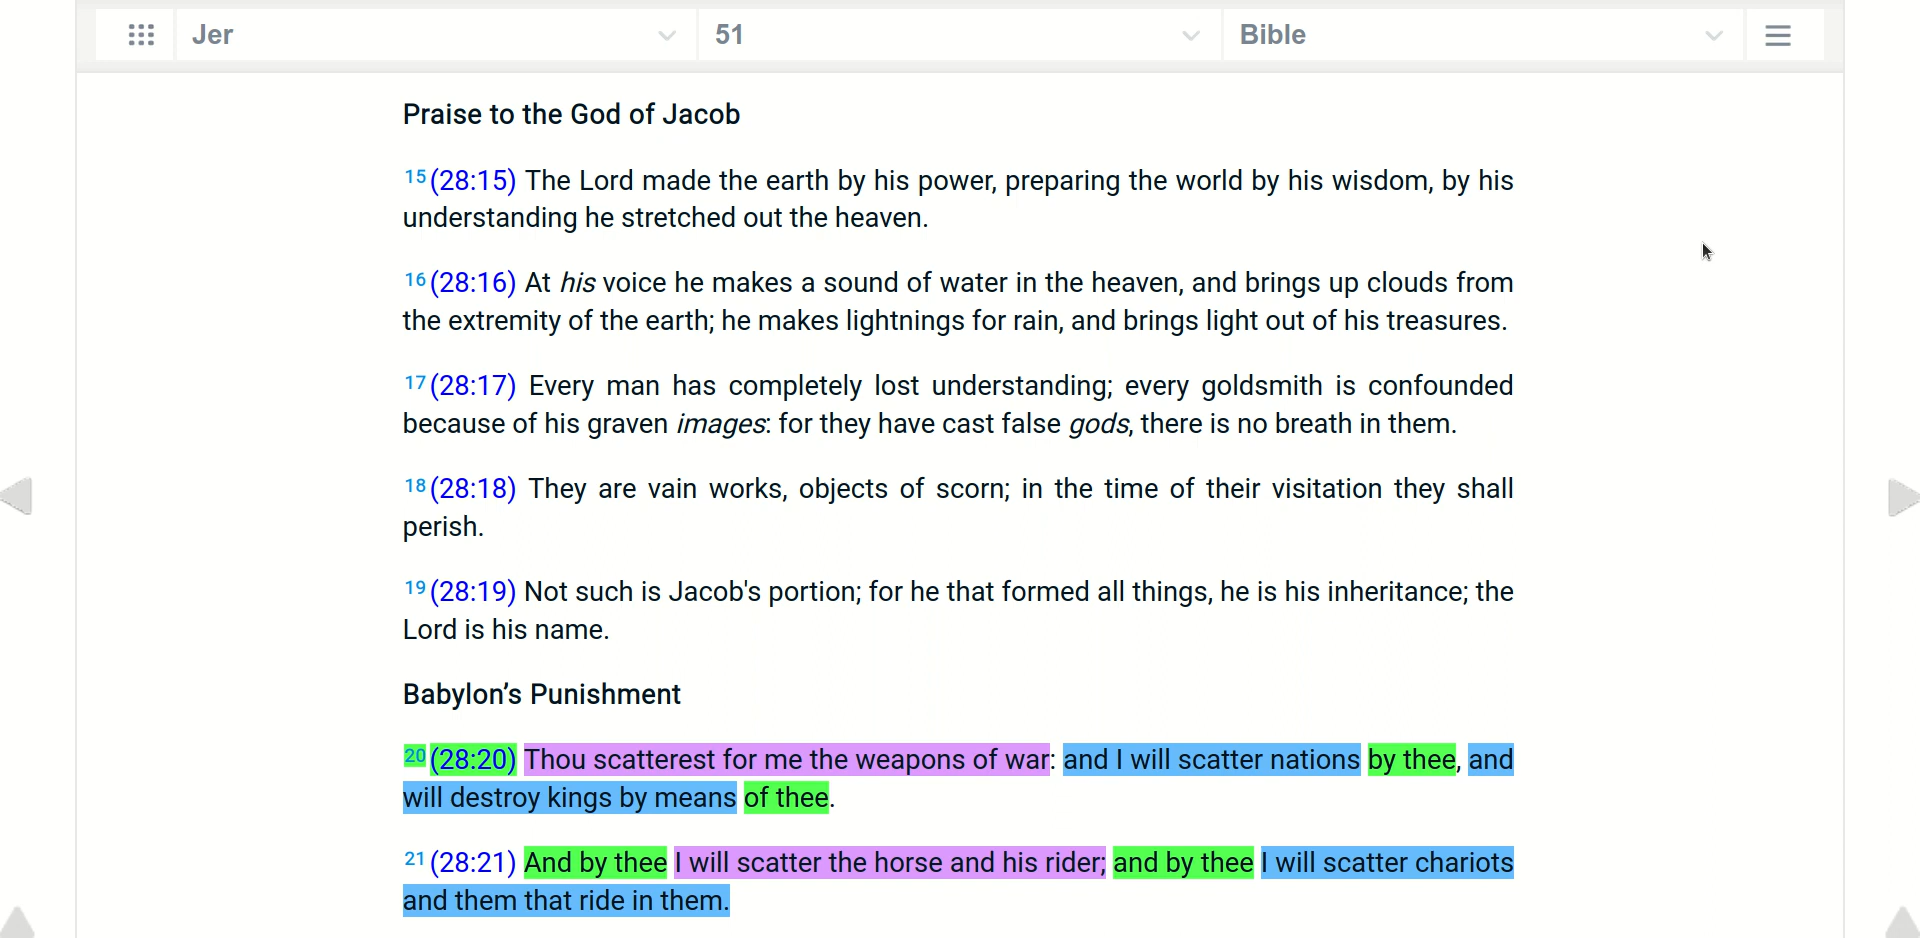 Jer 51 Bible
Praise to the God of Jacob
15(28:15) The Lord made the earth by his power, preparing the world by his wisdom, by his
understanding he stretched out the heaven.
16(28:16) At his voice he makes a sound of water in the heaven, and brings up clouds from
the extremity of the earth; he makes lightnings for rain, and brings light out of his treasures.
17(28:17) Every man has completely lost understanding; every goldsmith is confounded
because of his graven images: for they have cast false gods, there is no breath in them.
18(28:18) They are vain works, objects of scorn; in the time of their visitation they shall
perish.
19(28:19) Not such is Jacob's portion; for he that formed all things, he is his inheritance; the
Lord is his name.
Babylon’s Punishment
20(28:20) Thou scatterest for me the weapons of war: and I will scatter nations by thee, and
will destroy kings by means of thee.
21(28:21) And by thee I will scatter the horse and his rider; and by thee I will scatter chariots
and them that ride in them.